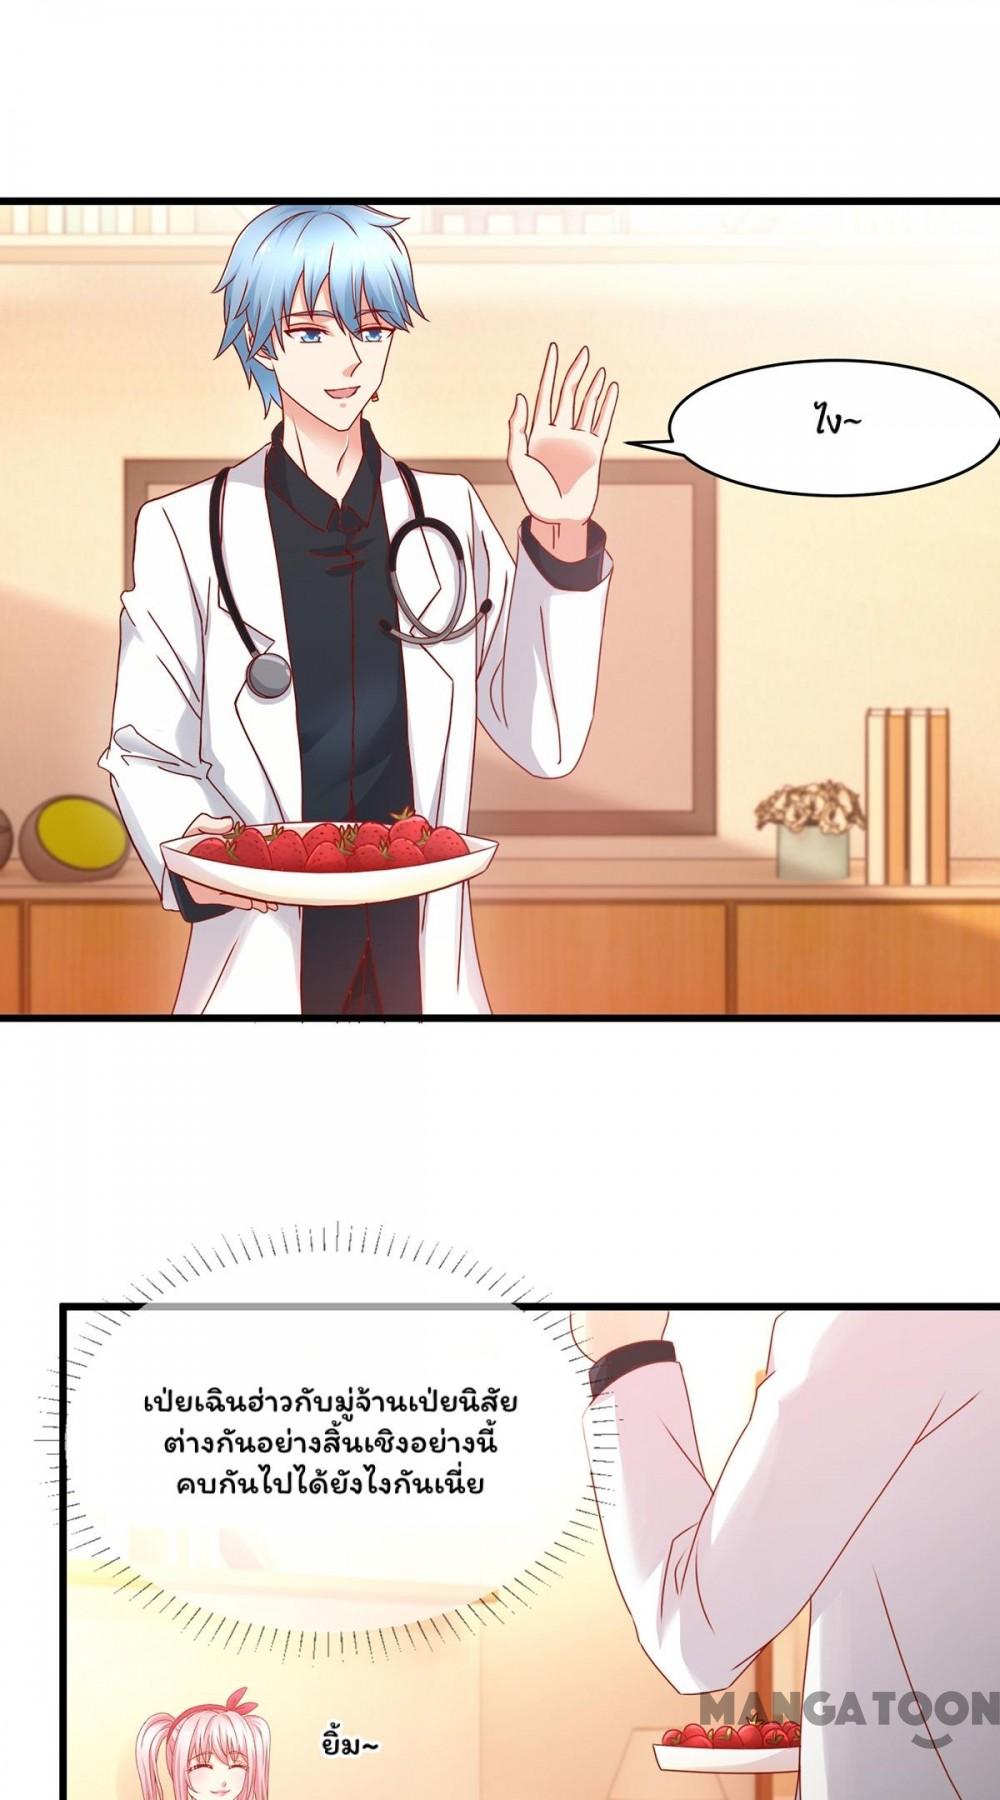 ไง~
เป่ยเฉินฮ่าวกับมู่จ้านเป่ยนิสัย
ต่างกันอย่างสิ้นเชิงอย่างนี้
คบกันไปได้ยังไงกันเนี่ย
ยิ้ม~
MANGATOON